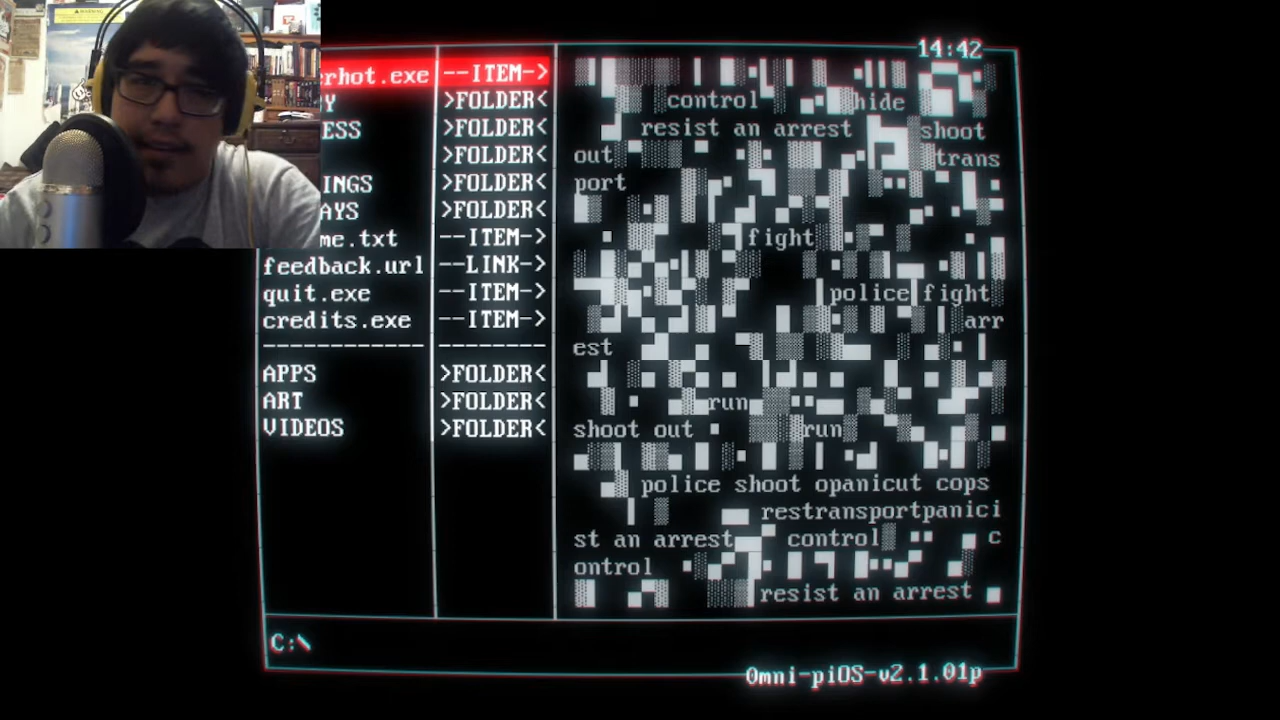 14:42
rhot.exe --ITEM->
Y >FOLDER<
ESS >FOLDER<
>FOLDER<
INGS >FOLDER<
AYS >FOLDER<
me.txt --ITEM->
feedback.url --LINK->
quit.exe --ITEM->
credits.exe --ITEM->
------------ --------
APPS >FOLDER<
ART >FOLDER<
VIDEOS >FOLDER<
control hide
resist an arrest shoot
out trans
port
fight
police fight
arr
est
run
shoot out run
police shoot opanicut cops
restransportpanici
st an arrest control c
ontrol
resist an arrest
C:\
0mni-piOS-v2.1.01p